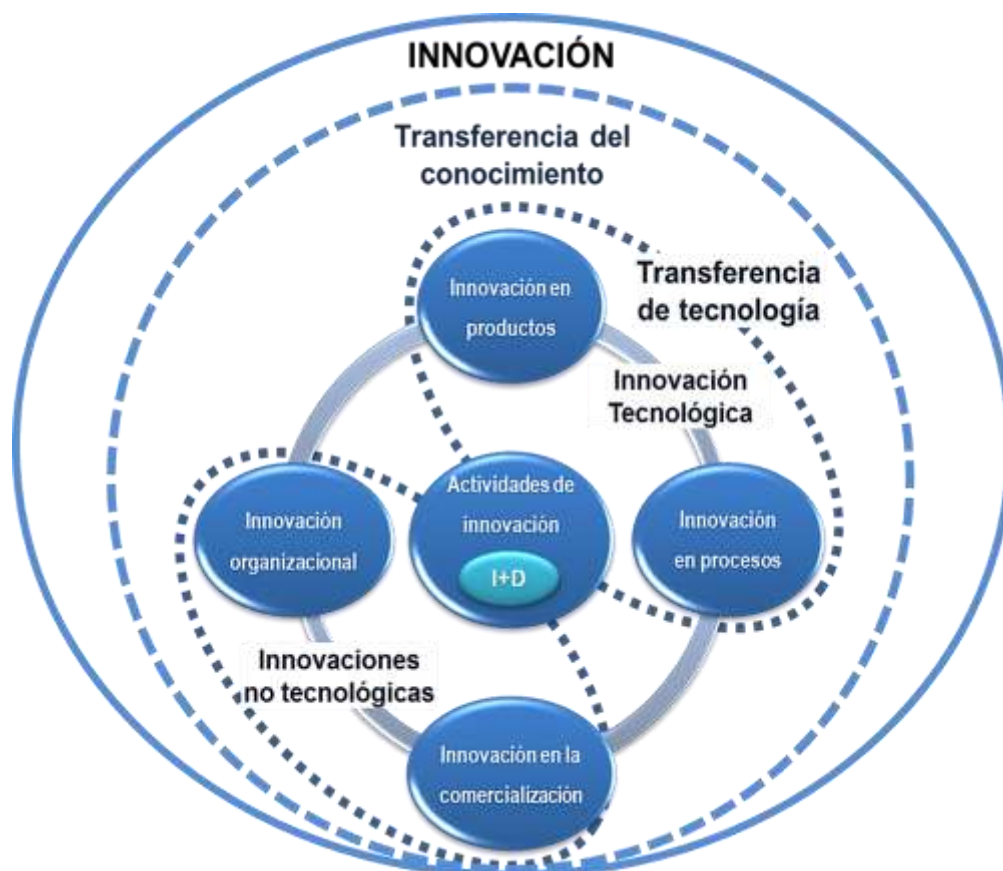 INNOVACIÓN
Transferencia del
conocimiento
Transferencia
de tecnología
Innovación en
productos
Innovación
Tecnológica
Actividades de
innovación
I+D
Innovación
organizacional
Innovación
en procesos
Innovaciones
no tecnológicas
Innovación en la
comercialización